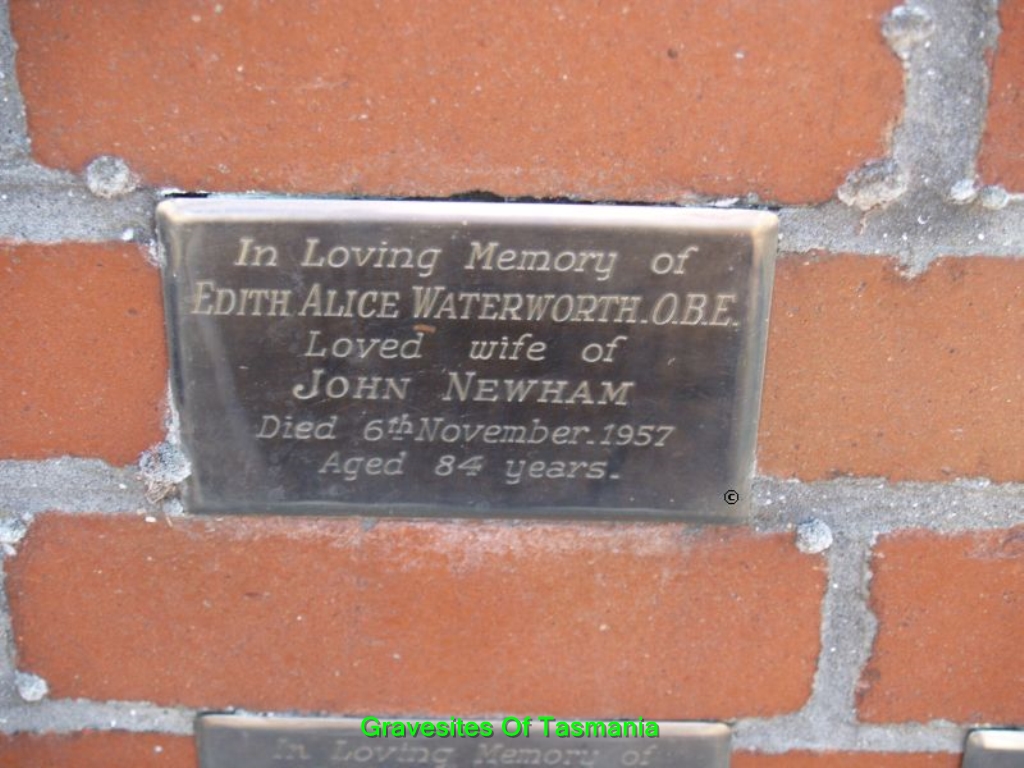 In Loving Memory of
EDITH ALICE WATERWORTH. O.B.E.
Loved wife of
JOHN NEWHAM
Died 6th November. 1957
Aged 84 years.
©
Gravesites Of Tasmania
In Loving Memory of